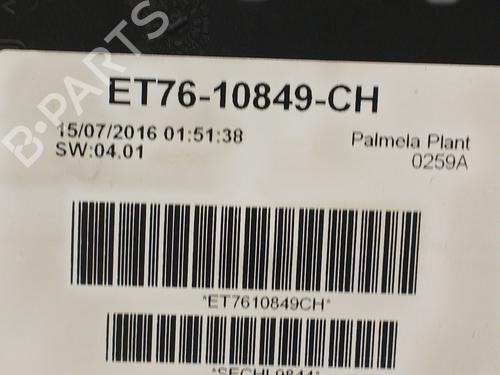 B-PARTS
ET76-10849-CH
15/07/2016 01:51:38
Palmela Plant
SW:04.01
0259A
*ET7610849CH*